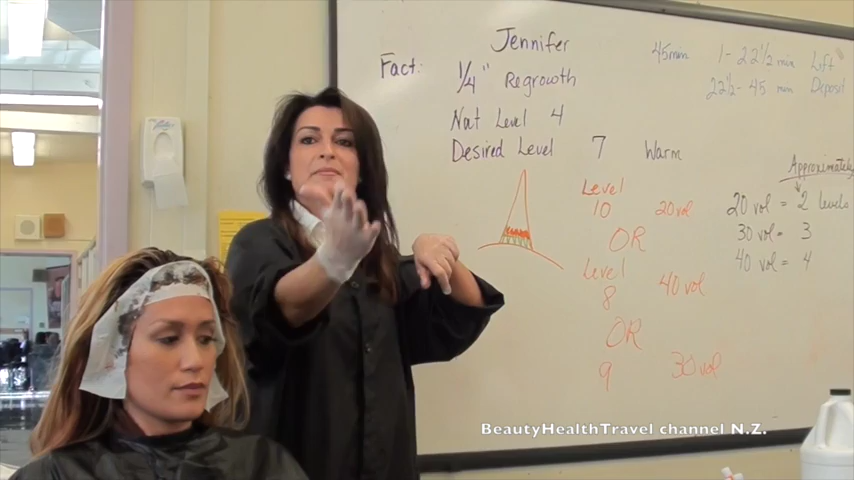 Jennifer
Fact: 1/4" Regrowth
Nat Level 4
Desired Level 7 Warm
45min 1-22 1/2 min Lift
22 1/2-45 min Deposit
Level
10 20vol
OR
Level
8 40 vol
OR
9 30 vol
Approximately
20 vol = 2 levels
30 vol = 3
40 vol = 4
BeautyHealthTravel channel N.Z.